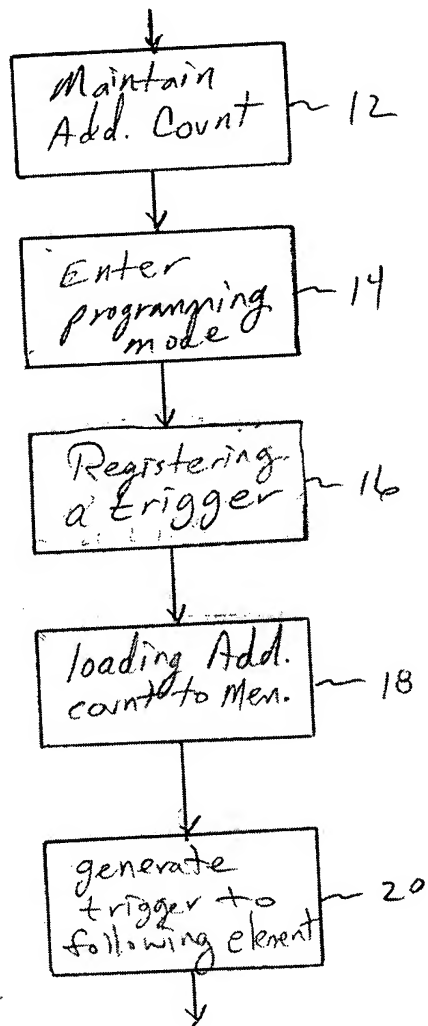 Maintain
Add. Count
12
Enter
programming
mode
14
Registering
a trigger
16
loading Add.
count to Mem.
18
generate
trigger to
following element
20